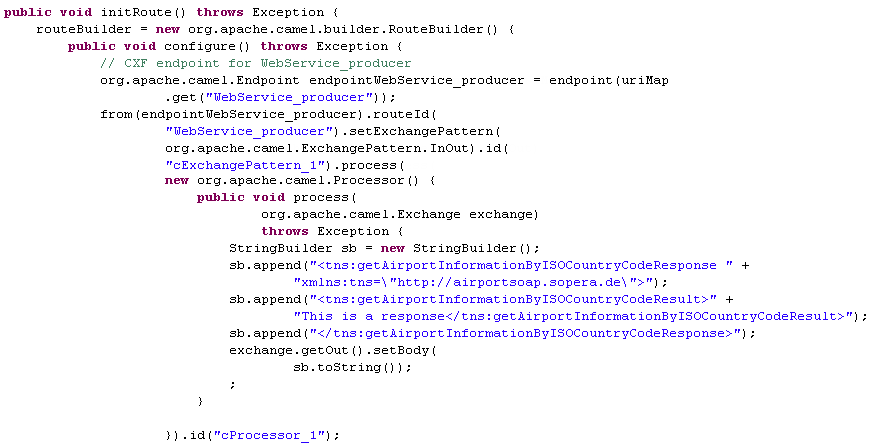 public void initRoute() throws Exception {
    routeBuilder = new org.apache.camel.builder.RouteBuilder() {
        public void configure() throws Exception {
            // CXF endpoint for WebService_producer
            org.apache.camel.Endpoint endpointWebService_producer = endpoint(uriMap
                    .get("WebService_producer"));
            from(endpointWebService_producer).routeId(
                    "WebService_producer").setExchangePattern(
                    org.apache.camel.ExchangePattern.InOut).id(
                    "cExchangePattern_1").process(
                    new org.apache.camel.Processor() {
                        public void process(
                                org.apache.camel.Exchange exchange)
                                throws Exception {
                            StringBuilder sb = new StringBuilder();
                            sb.append("<tns:getAirportInformationByISOCountryCodeResponse " +
                                    "xmlns:tns=\"http://airportsoap.sopera.de\">");
                            sb.append("<tns:getAirportInformationByISOCountryCodeResult>" +
                                    "This is a response</tns:getAirportInformationByISOCountryCodeResult>");
                            sb.append("</tns:getAirportInformationByISOCountryCodeResponse>");
                            exchange.getOut().setBody(
                                    sb.toString());
                            ;
                        }
                    }).id("cProcessor_1");